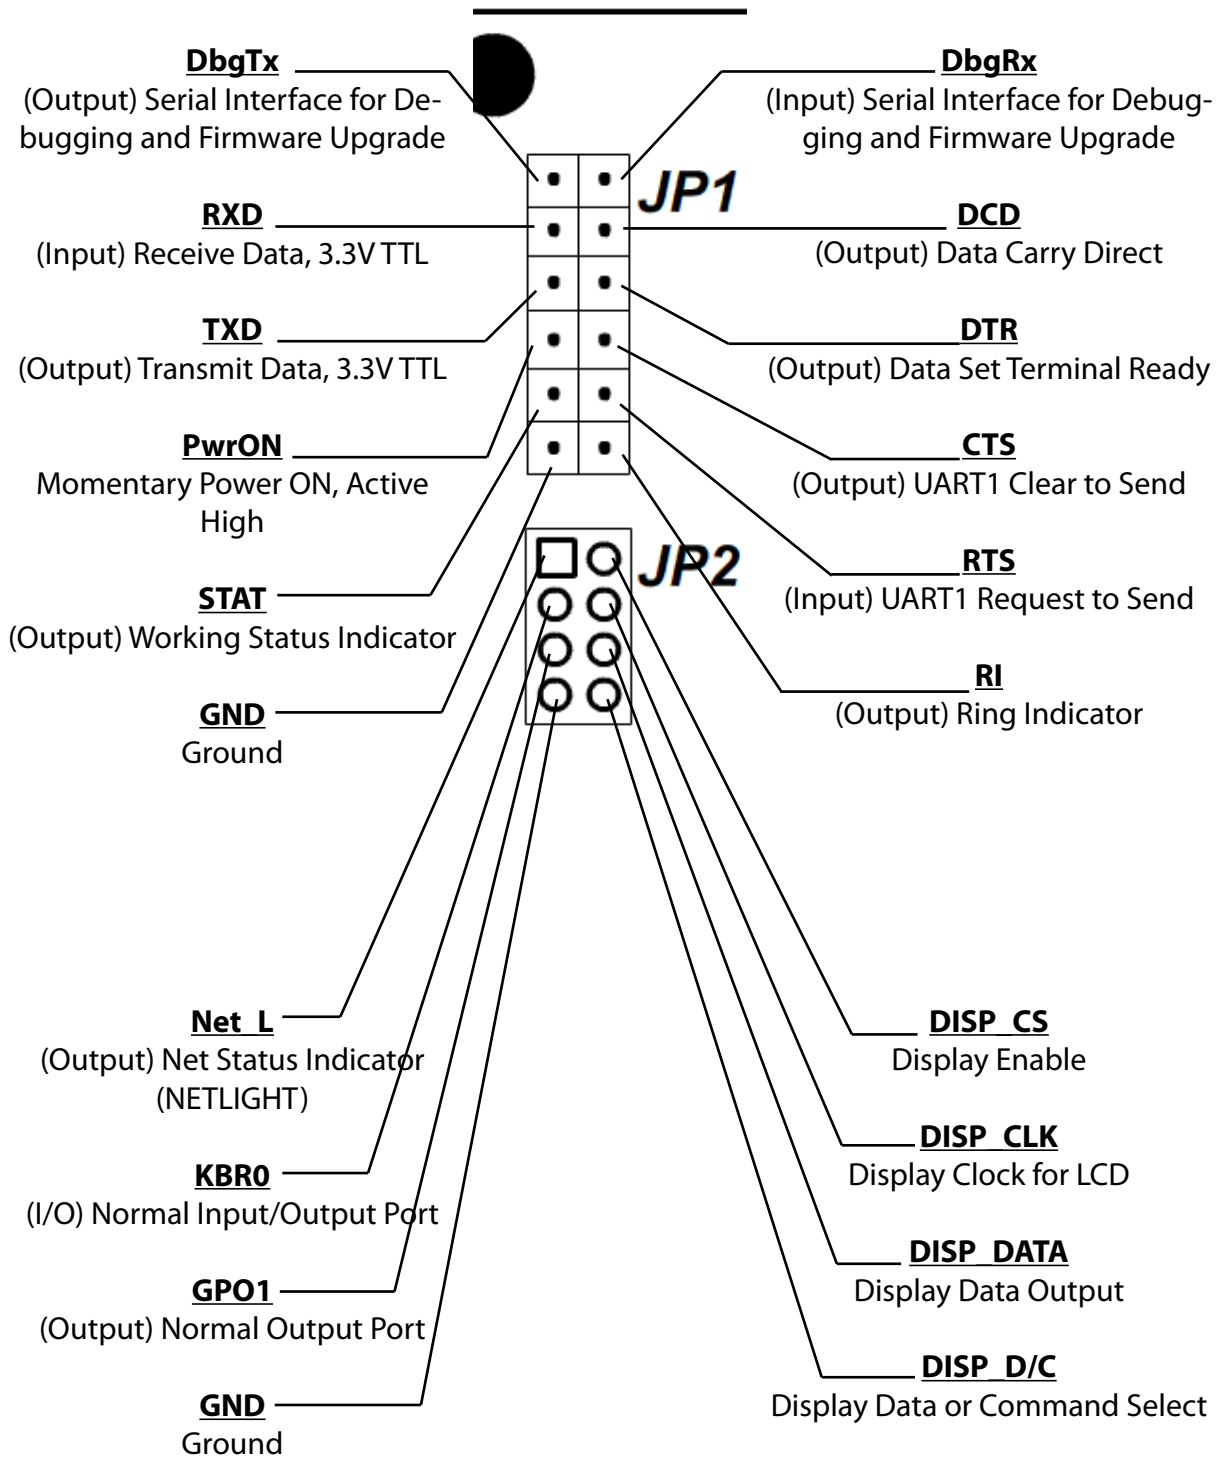 DbgTx
(Output) Serial Interface for De-
bugging and Firmware Upgrade
DbgRx
(Input) Serial Interface for Debug-
ging and Firmware Upgrade
JP1
RXD
(Input) Receive Data, 3.3V TTL
DCD
(Output) Data Carry Direct
TXD
(Output) Transmit Data, 3.3V TTL
DTR
(Output) Data Set Terminal Ready
PwrON
Momentary Power ON, Active
High
CTS
(Output) UART1 Clear to Send
JP2
STAT
(Output) Working Status Indicator
RTS
(Input) UART1 Request to Send
GND
Ground
RI
(Output) Ring Indicator
Net_L
(Output) Net Status Indicator
(NETLIGHT)
DISP_CS
Display Enable
KBR0
(I/O) Normal Input/Output Port
DISP_CLK
Display Clock for LCD
GPO1
(Output) Normal Output Port
DISP_DATA
Display Data Output
GND
Ground
DISP_D/C
Display Data or Command Select